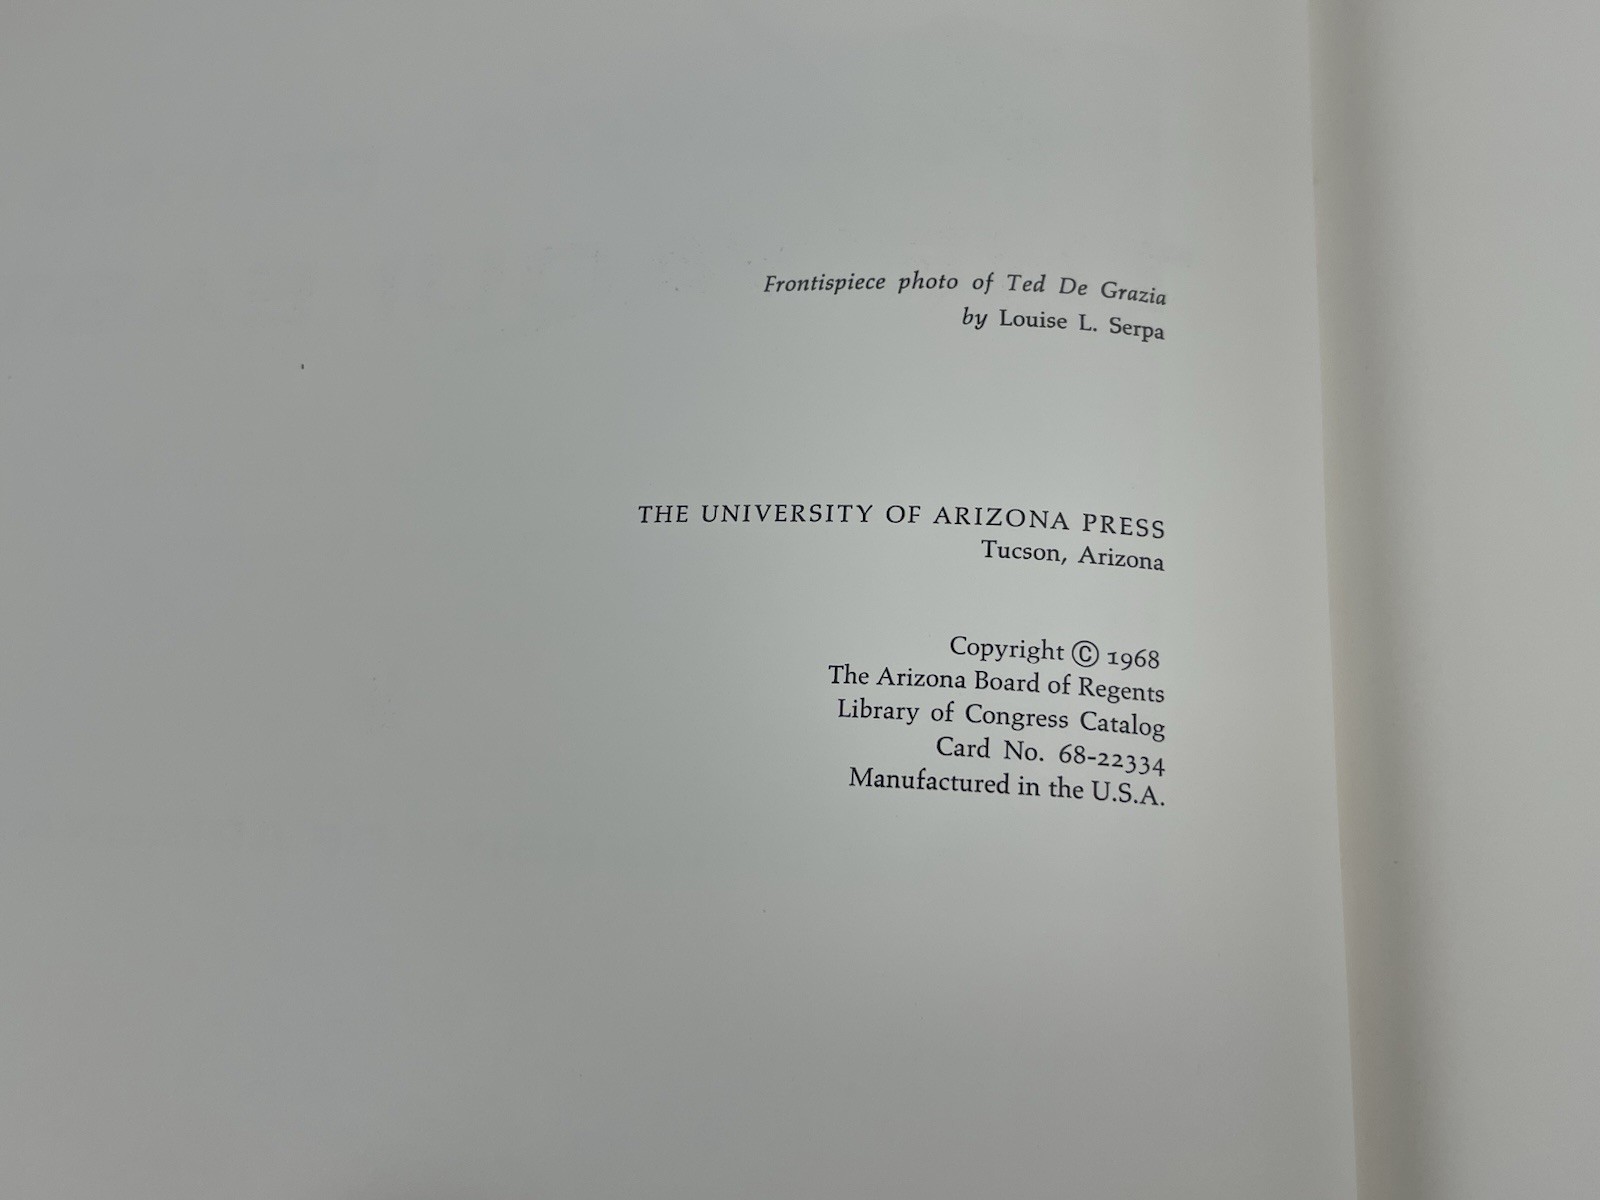 Frontispiece photo of Ted De Grazia
by Louise L. Serpa
THE UNIVERSITY OF ARIZONA PRESS
Tucson, Arizona
Copyright © 1968
The Arizona Board of Regents
Library of Congress Catalog
Card No. 68-22334
Manufactured in the U.S.A.